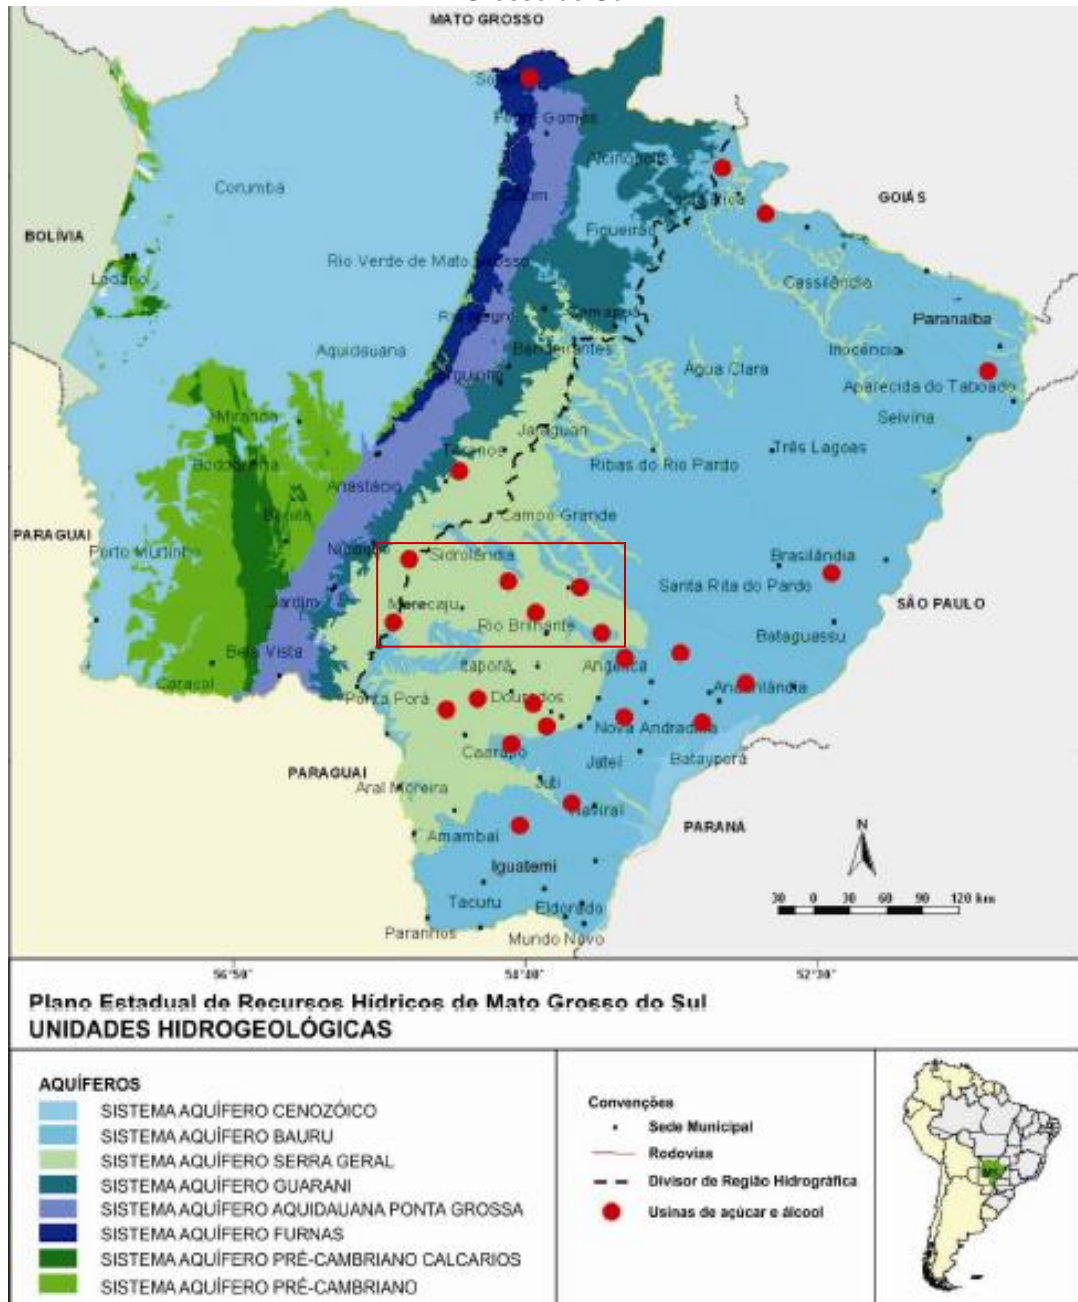 MATO GROSSO
Pedro Gomes
Alcinópolis
Corumbá
GOIÁS
BOLÍVIA
Figueirão
Rio Verde de Mato Grosso
Ladário
Cassilândia
Paranaíba
Aquidauana
Bandeirantes
Inocência
Água Clara
Aparecida do Taboado
Miranda
Selvíria
Jaraguari
Terenos
Três Lagoas
Bodoquena
Ribas do Rio Pardo
Anastácio
Bonito
Campo Grande
PARAGUAI
Porto Murtinho
Nioaque
Sidrolândia
Brasilândia
Santa Rita do Pardo
SÃO PAULO
Jardim
Maracaju
Rio Brilhante
Bataguassu
Bela Vista
Itaporã
Angélica
Caracol
Ponta Porã
Dourados
Anaurilândia
Nova Andradina
Caarapó
Jateí
Batayporã
PARAGUAI
Aral Moreira
Juti
Naviraí
PARANÁ
Amambai
N
Iguatemi
30 0 30 60 90 120 km
Tacuru
Eldorado
Paranhos
Mundo Novo
56°50' 54°40' 52°30'
Plano Estadual de Recursos Hídricos de Mato Grosso do Sul
UNIDADES HIDROGEOLÓGICAS
AQUÍFEROS
SISTEMA AQUÍFERO CENOZÓICO
SISTEMA AQUÍFERO BAURU
SISTEMA AQUÍFERO SERRA GERAL
SISTEMA AQUÍFERO GUARANI
SISTEMA AQUÍFERO AQUIDAUANA PONTA GROSSA
SISTEMA AQUÍFERO FURNAS
SISTEMA AQUÍFERO PRÉ-CAMBRIANO CALCARIOS
SISTEMA AQUÍFERO PRÉ-CAMBRIANO
Convenções
Sede Municipal
Rodovias
Divisor de Região Hidrográfica
Usinas de açúcar e álcool